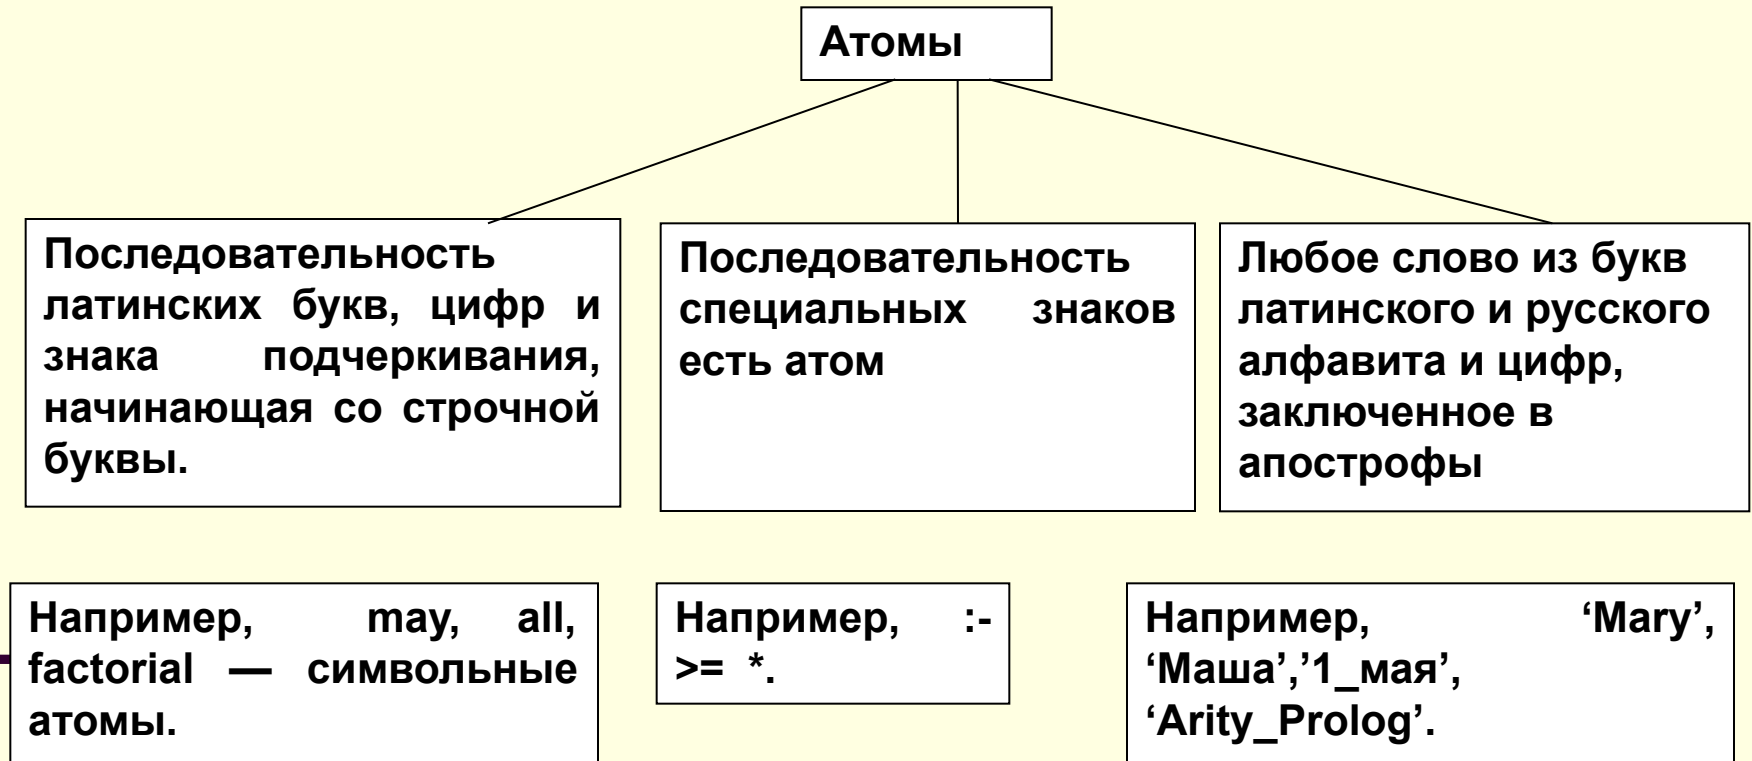 Атомы
Последовательность
латинских букв, цифр и
знака подчеркивания,
начинающая со строчной
буквы.
Последовательность
специальных знаков
есть атом
Любое слово из букв
латинского и русского
алфавита и цифр,
заключенное в
апострофы
Например, may, all,
factorial — символьные
атомы.
Например, :-
>= *.
Например, ‘Mary’,
‘Маша’,’1_мая’,
‘Arity_Prolog’.